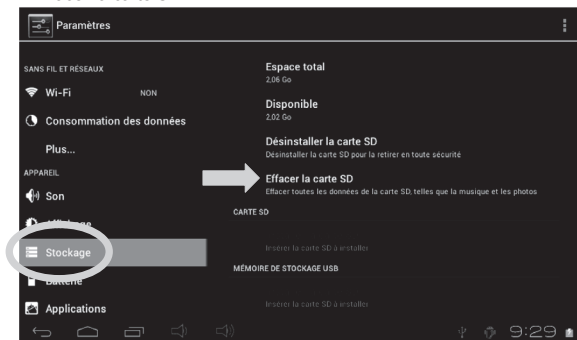 Paramètres
SANS FIL ET RÉSEAUX
Wi-Fi NON
Consommation des données
Plus...
APPAREIL
Son
Affichage
Stockage
Batterie
Applications
Espace total
2,06 Go
Disponible
2,02 Go
Désinstaller la carte SD
Désinstaller la carte SD pour la retirer en toute sécurité
Effacer la carte SD
Effacer toutes les données de la carte SD, telles que la musique et les photos
CARTE SD
Insérer la carte SD à installer
MÉMOIRE DE STOCKAGE USB
Insérer la carte SD à installer
9:29